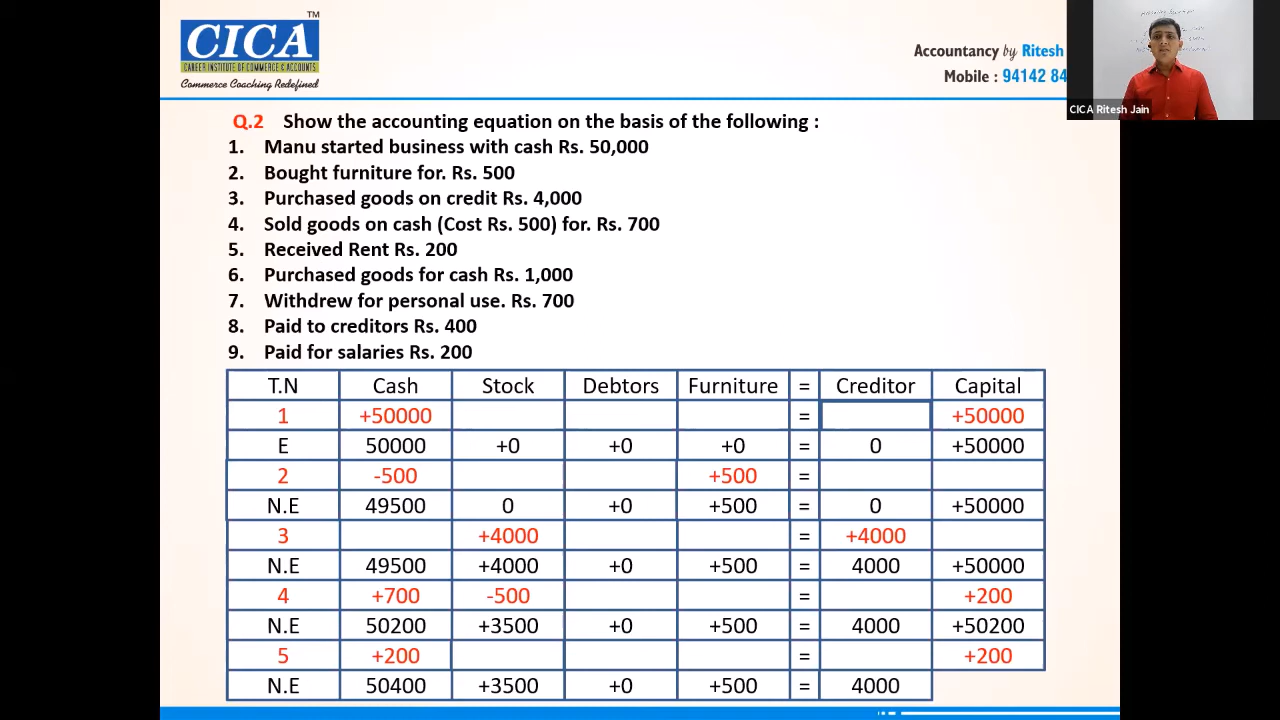 TM
CICA
CAREER INSTITUTE OF COMMERCE & ACCOUNTS
Commerce Coaching Redefined
Accountancy by Ritesh
Mobile : 94142 84
CICA Ritesh Jain
Q.2 Show the accounting equation on the basis of the following :
1. Manu started business with cash Rs. 50,000
2. Bought furniture for. Rs. 500
3. Purchased goods on credit Rs. 4,000
4. Sold goods on cash (Cost Rs. 500) for. Rs. 700
5. Received Rent Rs. 200
6. Purchased goods for cash Rs. 1,000
7. Withdrew for personal use. Rs. 700
8. Paid to creditors Rs. 400
9. Paid for salaries Rs. 200
T.N Cash Stock Debtors Furniture = Creditor Capital
1 +50000 = +50000
E 50000 +0 +0 +0 = 0 +50000
2 -500 +500 =
N.E 49500 0 +0 +500 = 0 +50000
3 +4000 = +4000
N.E 49500 +4000 +0 +500 = 4000 +50000
4 +700 -500 = +200
N.E 50200 +3500 +0 +500 = 4000 +50200
5 +200 = +200
N.E 50400 +3500 +0 +500 = 4000